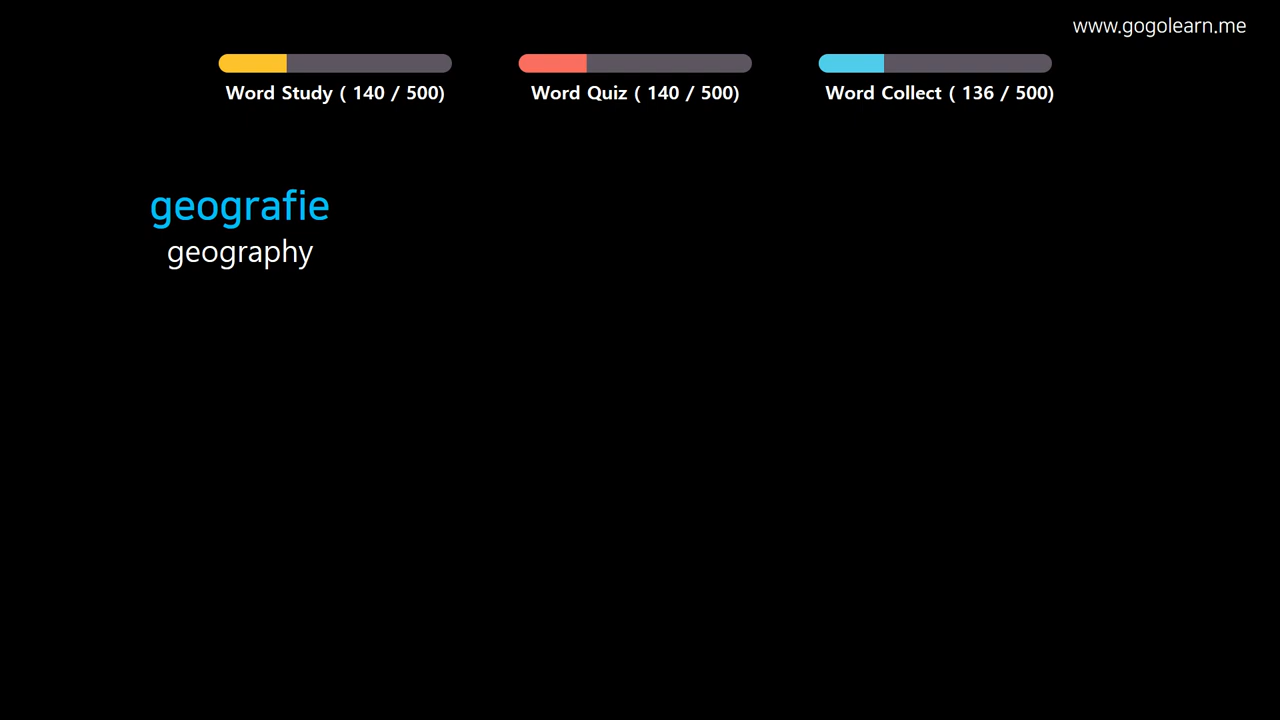 www.gogolearn.me
Word Study ( 140 / 500)
Word Quiz ( 140 / 500)
Word Collect ( 136 / 500)
geografie
geography